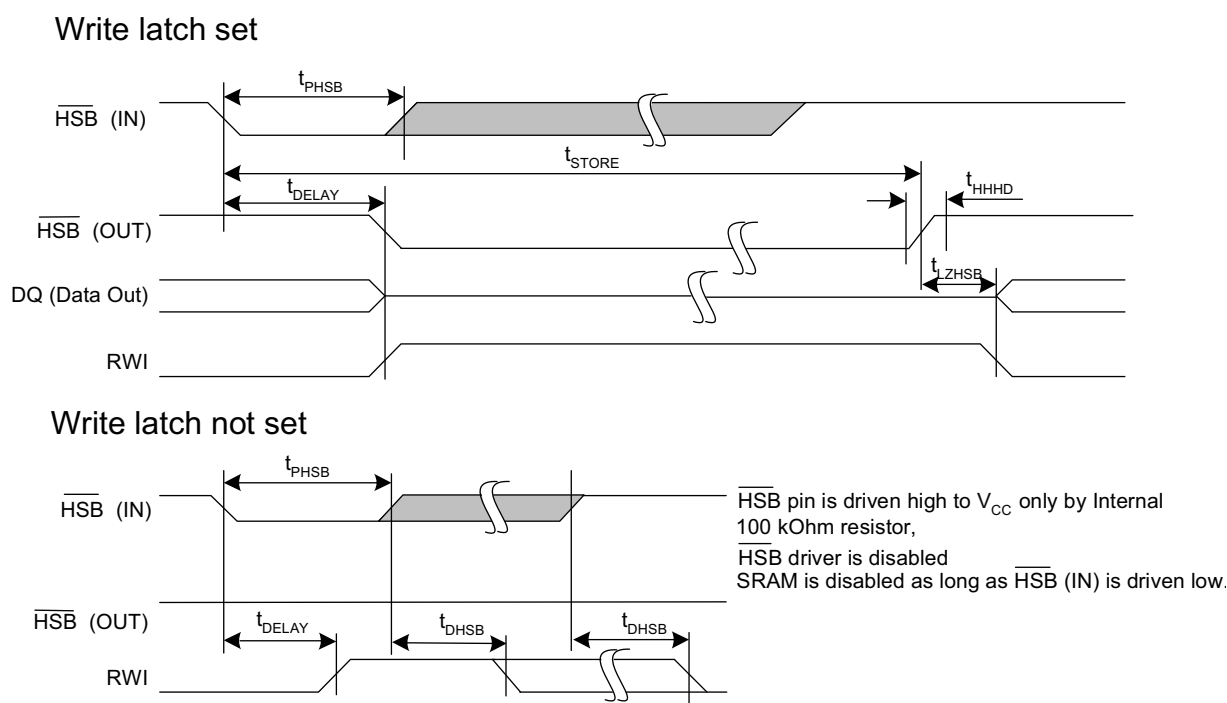 Write latch set
tPHSB
HSB (IN)
tSTORE
tDELAY
tHHHD
HSB (OUT)
tLZHSB
DQ (Data Out)
RWI
Write latch not set
tPHSB
HSB (IN)
HSB pin is driven high to VCC only by Internal
100 kOhm resistor,
HSB driver is disabled
SRAM is disabled as long as HSB (IN) is driven low.
HSB (OUT)
tDELAY
tDHSB
tDHSB
RWI